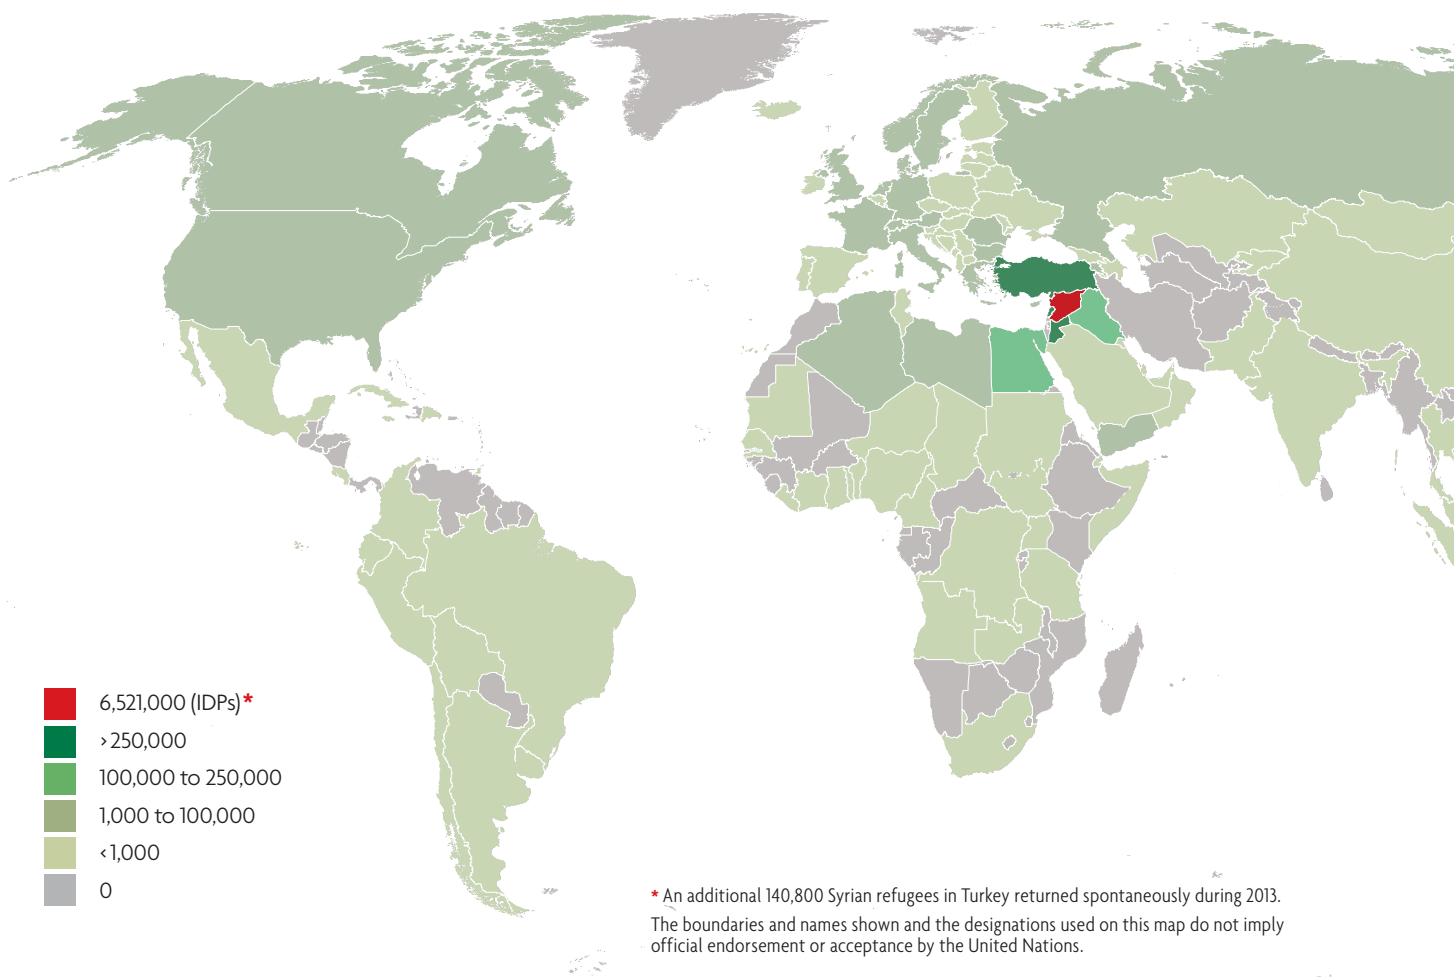 6,521,000 (IDPs)*
>250,000
100,000 to 250,000
1,000 to 100,000
<1,000
0
* An additional 140,800 Syrian refugees in Turkey returned spontaneously during 2013.
The boundaries and names shown and the designations used on this map do not imply
official endorsement or acceptance by the United Nations.